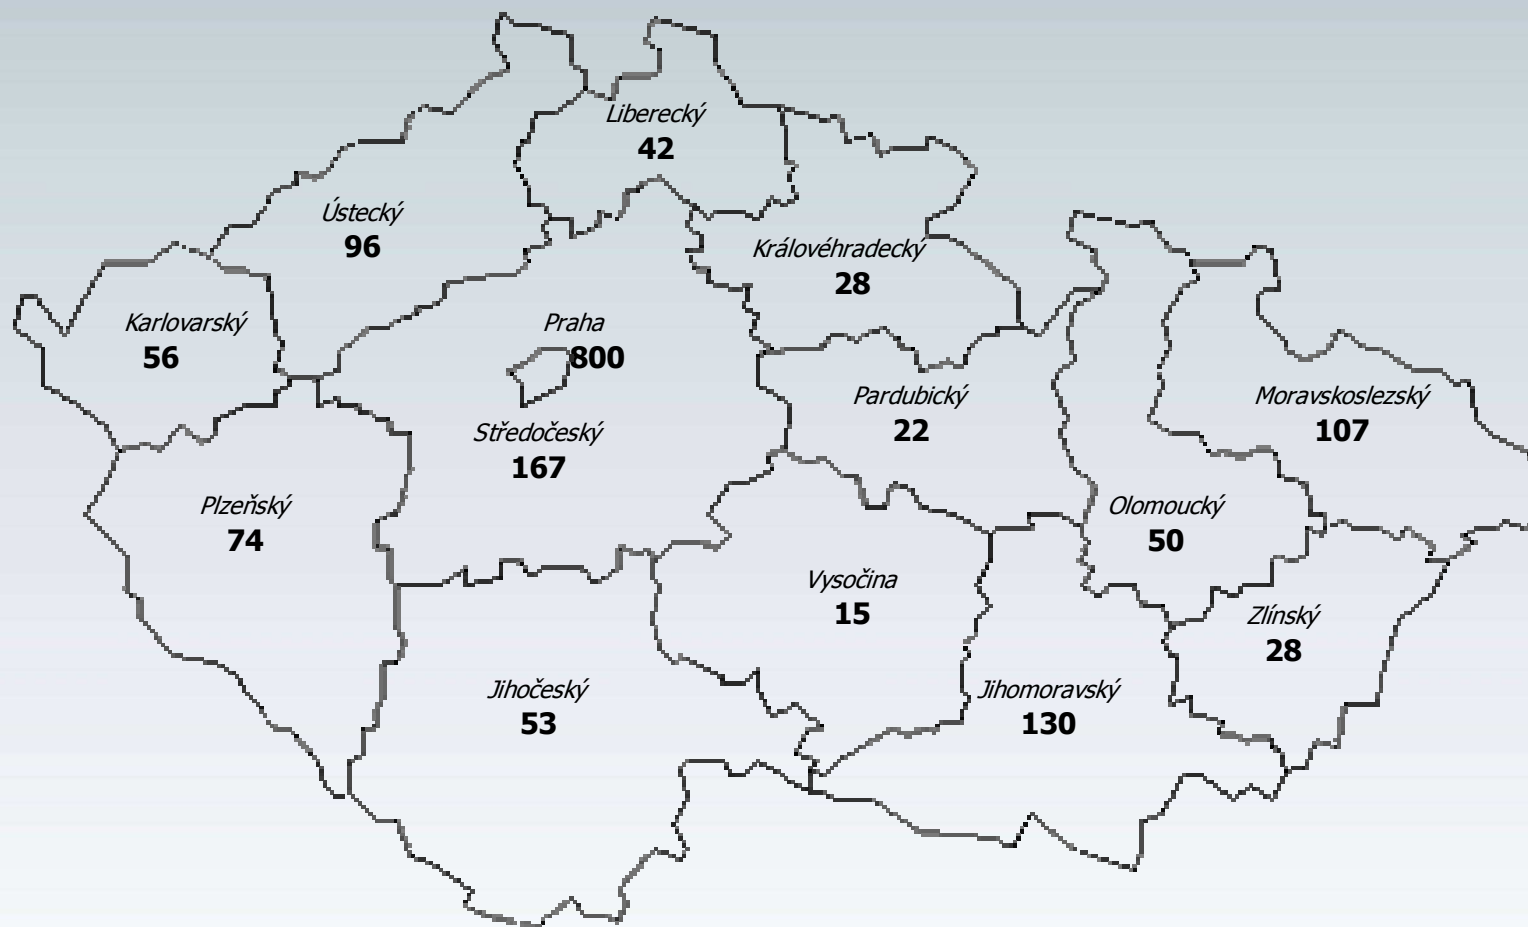 Liberecký
42
Ústecký
96
Královéhradecký
28
Karlovarský
56
Praha
800
Pardubický
22
Moravskoslezský
107
Středočeský
167
Plzeňský
74
Olomoucký
50
Vysočina
15
Zlínský
28
Jihočeský
53
Jihomoravský
130